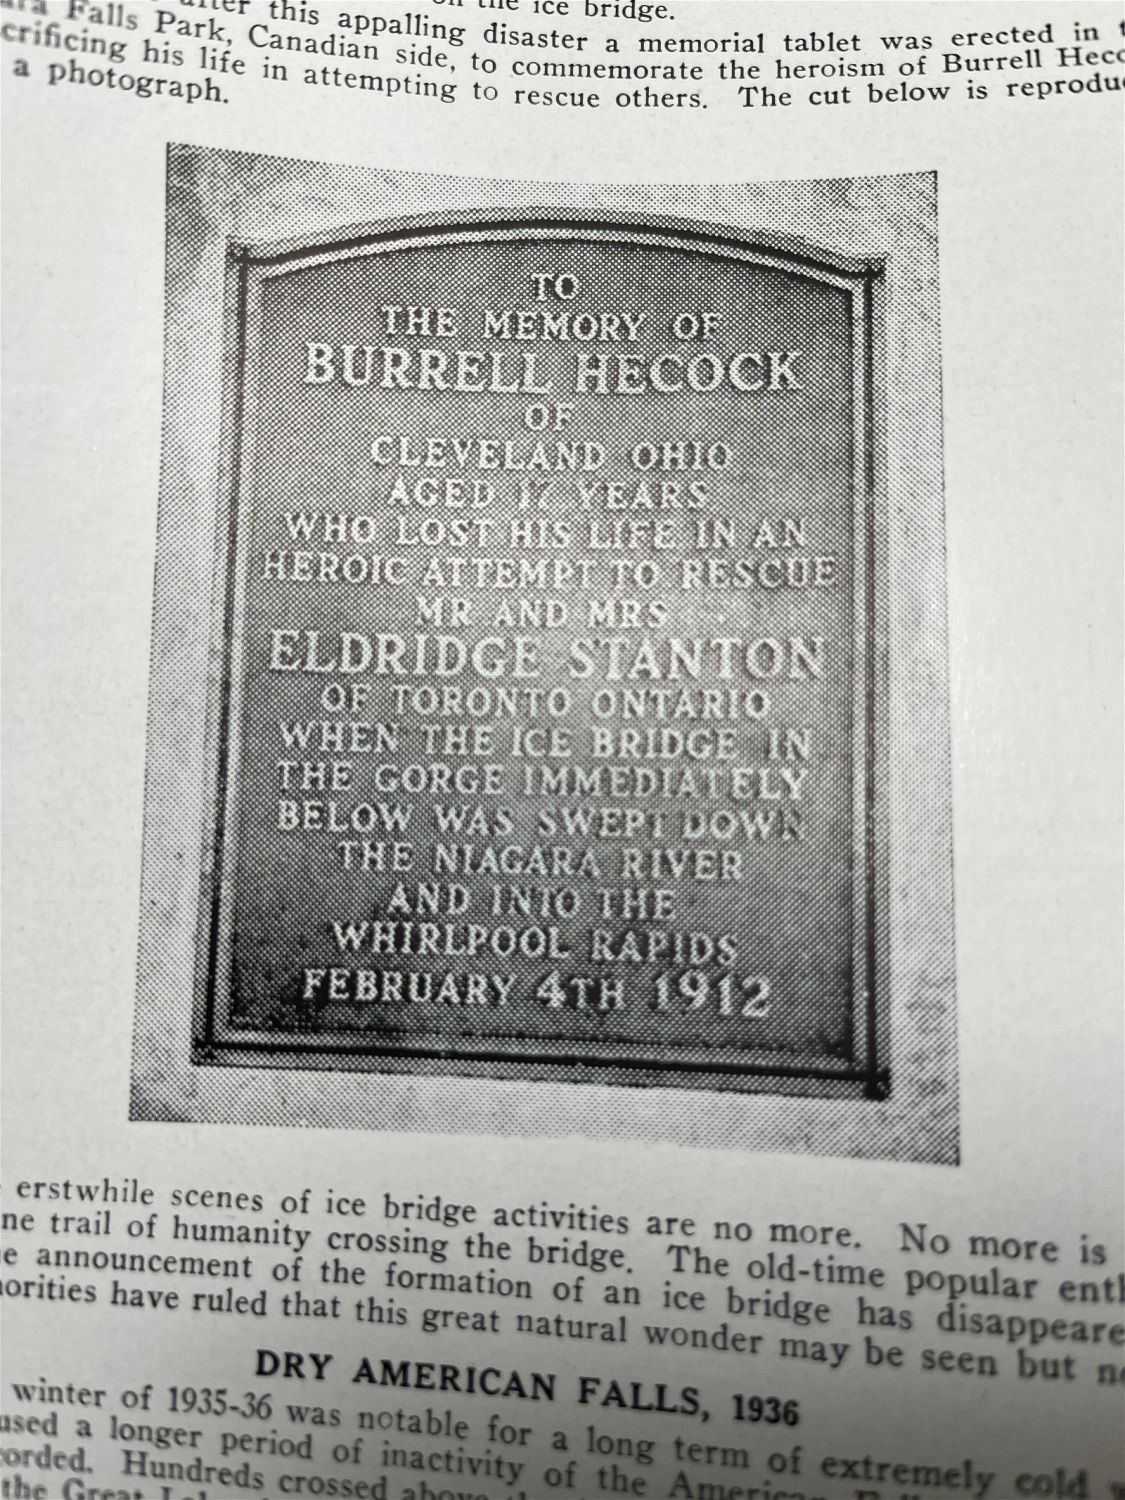 this appalling disaster a memorial tablet was erected in
Falls Park, Canadian side, to commemorate the heroism of Burrell
his life in attempting to rescue others. The cut below is
a photograph.
TO
THE MEMORY OF
BURRELL HECOCK
OF
CLEVELAND OHIO
AGED 17 YEARS
WHO LOST HIS LIFE IN AN
HEROIC ATTEMPT TO RESCUE
MR AND MRS
ELDRIDGE STANTON
OF TORONTO ONTARIO
WHEN THE ICE BRIDGE IN
THE GORGE IMMEDIATELY
BELOW WAS SWEPT DOWN
THE NIAGARA RIVER
AND INTO THE
WHIRLPOOL RAPIDS
FEBRUARY 4TH 1912
erstwhile scenes of ice bridge activities are no more. No more is
trail of humanity crossing the bridge. The old-time popular
announcement of the formation of an ice bridge has
have ruled that this great natural wonder may be seen but
DRY AMERICAN FALLS, 1936
winter of 1935-36 was notable for a long term of extremely cold
a longer period of inactivity of the American
Hundreds crossed above
the Great